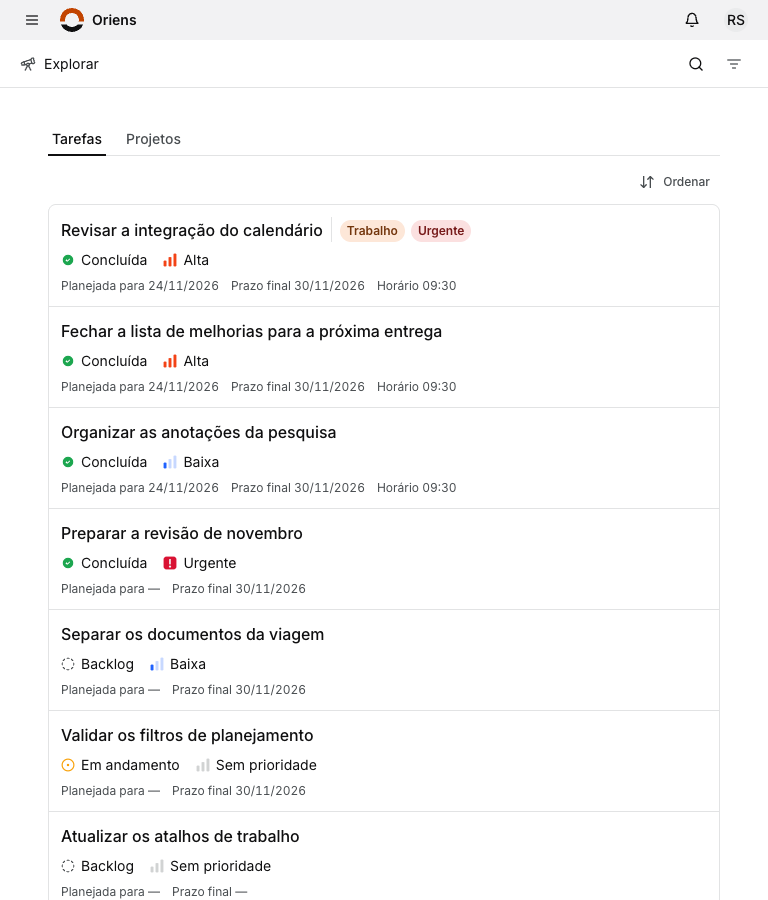 Oriens
RS
Explorar
Tarefas Projetos
Ordenar
Revisar a integração do calendário Trabalho Urgente
Concluída Alta
Planejada para 24/11/2026 Prazo final 30/11/2026 Horário 09:30
Fechar a lista de melhorias para a próxima entrega
Concluída Alta
Planejada para 24/11/2026 Prazo final 30/11/2026 Horário 09:30
Organizar as anotações da pesquisa
Concluída Baixa
Planejada para 24/11/2026 Prazo final 30/11/2026 Horário 09:30
Preparar a revisão de novembro
Concluída Urgente
Planejada para — Prazo final 30/11/2026
Separar os documentos da viagem
Backlog Baixa
Planejada para — Prazo final 30/11/2026
Validar os filtros de planejamento
Em andamento Sem prioridade
Planejada para — Prazo final 30/11/2026
Atualizar os atalhos de trabalho
Backlog Sem prioridade
Planejada para — Prazo final —